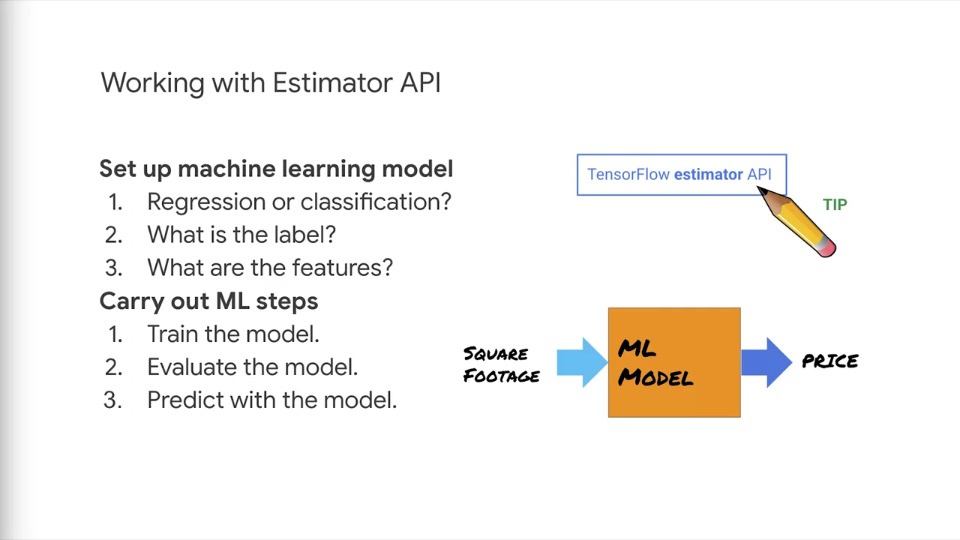 Working with Estimator API
Set up machine learning model
1. Regression or classification?
2. What is the label?
3. What are the features?
Carry out ML steps
1. Train the model.
2. Evaluate the model.
3. Predict with the model.
TensorFlow estimator API
TIP
SQUARE
FOOTAGE
ML
MODEL
PRICE